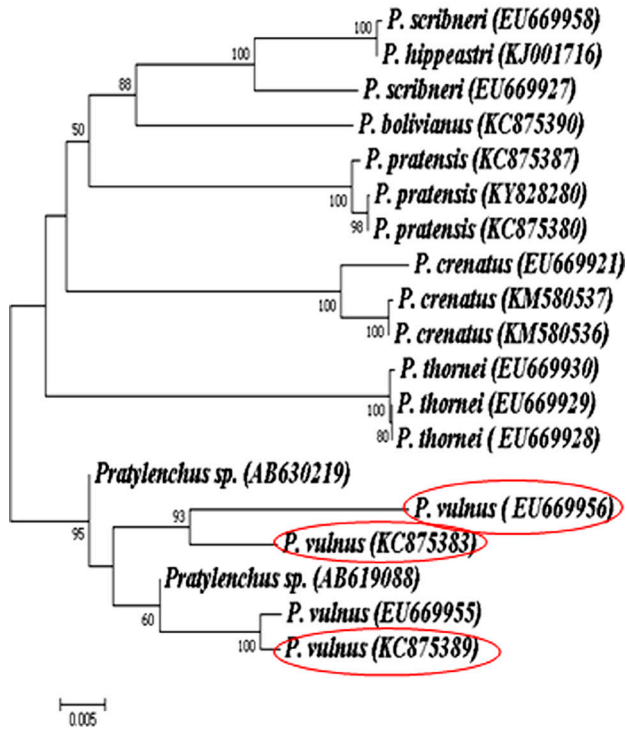 P. scribneri (EU669958)
100
P. hippeastri (KJ001716)
100
88
P. scribneri (EU669927)
P. bolivianus (KC875390)
50
P. pratensis (KC875387)
100
P. pratensis (KY828280)
98
P. pratensis (KC875380)
P. crenatus (EU669921)
100
P. crenatus (KM580537)
100
P. crenatus (KM580536)
P. thornei (EU669930)
100
P. thornei (EU669929)
80
P. thornei ( EU669928)
Pratylenchus sp. (AB630219)
95
93
P. vulnus ( EU669956)
P. vulnus (KC875383)
Pratylenchus sp. (AB619088)
60
P. vulnus (EU669955)
100
P. vulnus (KC875389)
0.005